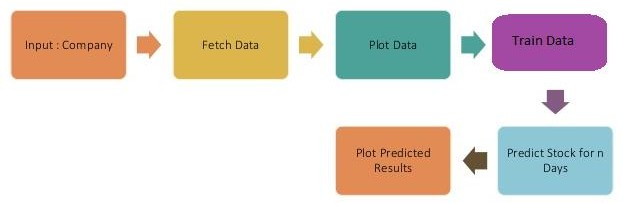 Input : Company
Fetch Data
Plot Data
Train Data
Predict Stock for n
Days
Plot Predicted
Results